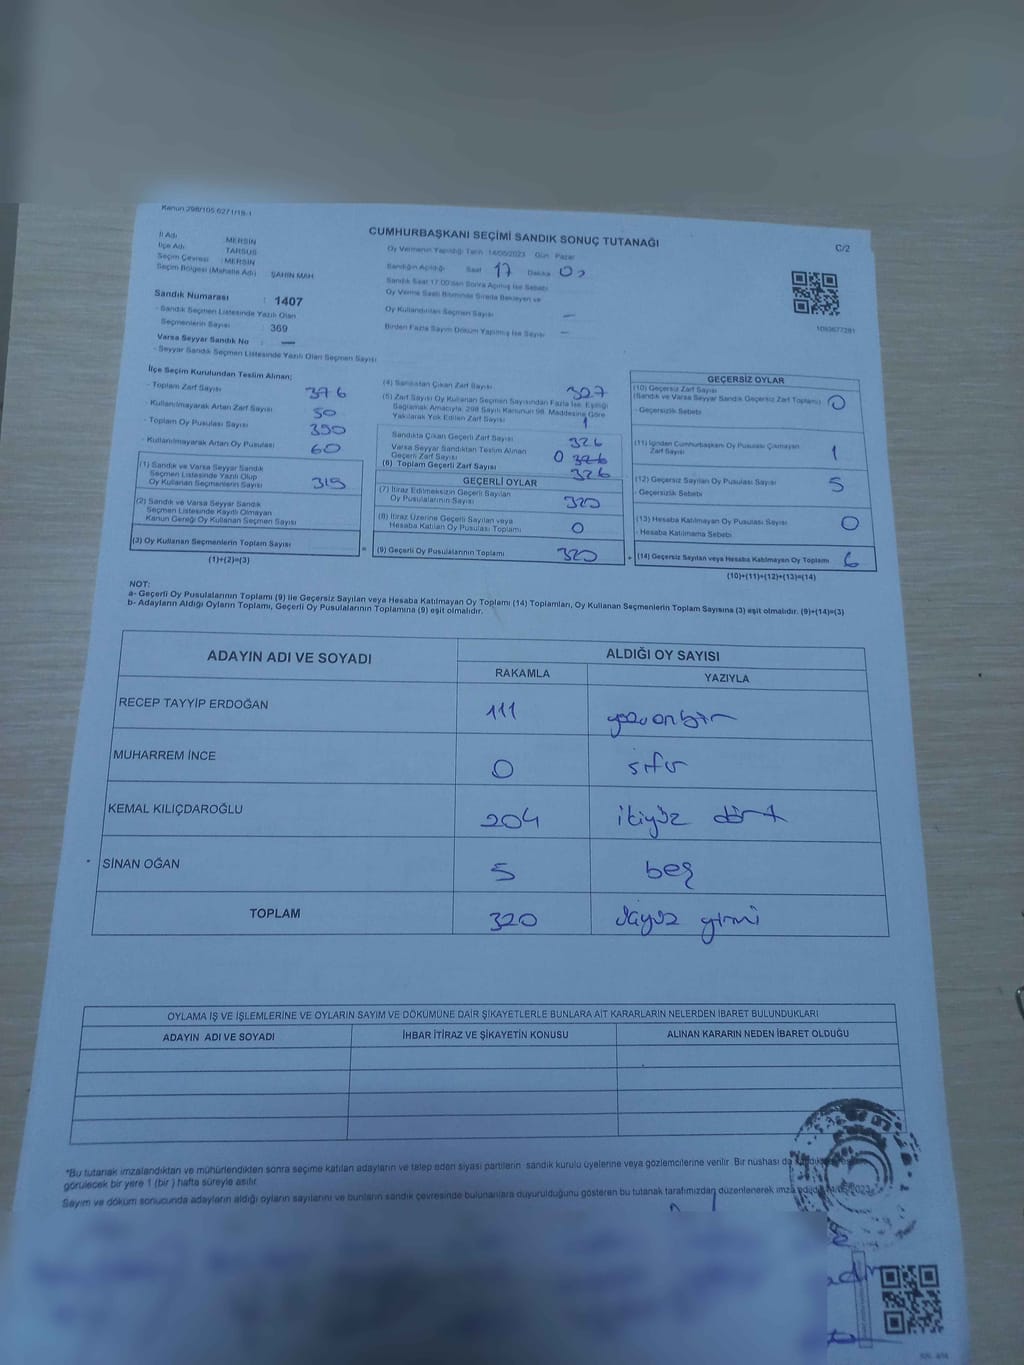 Kanun:298/105.6271/18-1
CUMHURBAŞKANI SEÇİMİ SANDIK SONUÇ TUTANAĞI
C/2
İl Adı : MERSİN
İlçe Adı : TARSUS
Seçim Çevresi : MERSİN
Seçim Bölgesi (Mahalle Adı) ŞAHİN MAH
Sandık Numarası : 1407
- Sandık Seçmen Listesinde Yazılı Olan
Seçmenlerin Sayısı : 369
Varsa Seyyar Sandık No : —
- Seyyar Sandık Seçmen Listesinde Yazılı Olan Seçmen Sayısı
Oy Vermenin Yapıldığı Tarih :14/05/2023 Gün : Pazar
Sandığın Açıldığı Saat 17 Dakika
Sandık Saat 17:00'den Sonra Açılmış İse Sebebi
Oy Verme Saati Bitiminde Sırada Bekleyen ve
Oy Kullandırılan Seçmen Sayısı —
Birden Fazla Sayım Döküm Yapılmış İse Sayısı —
1093677291
İlçe Seçim Kurulundan Teslim Alınan;
- Toplam Zarf Sayısı 376
- Kullanılmayarak Artan Zarf Sayısı 50
- Toplam Oy Pusulası Sayısı
- Kullanılmayarak Artan Oy Pusulası 60
(1) Sandık ve Varsa Seyyar Sandık
Seçmen Listesinde Yazılı Olup
Oy Kullanan Seçmenlerin Sayısı
(2) Sandık ve Varsa Seyyar Sandık
Seçmen Listesinde Kayıtlı Olmayan
Kanun Gereği Oy Kullanan Seçmen Sayısı
(3) Oy Kullanan Seçmenlerin Toplam Sayısı
(1)+(2)=(3)
(4) Sandıktan Çıkan Zarf Sayısı 327
(5) Zarf Sayısı Oy Kullanan Seçmen Sayısından Fazla İse, Eşitliği
Sağlamak Amacıyla, 298 Sayılı Kanunun 98. Maddesine Göre
Yakılarak Yok Edilen Zarf Sayısı 1
Sandıkta Çıkan Geçerli Zarf Sayısı 326
Varsa Seyyar Sandıktan Teslim Alınan
Geçerli Zarf Sayısı 0 326
(6) Toplam Geçerli Zarf Sayısı 326
GEÇERLİ OYLAR
(7) İtiraz Edilmeksizin Geçerli Sayılan
Oy Pusulalarının Sayısı 320
(8) İtiraz Üzerine Geçerli Sayılan veya
Hesaba Katılan Oy Pusulası Toplamı 0
= (9) Geçerli Oy Pusulalarının Toplamı 320
GEÇERSİZ OYLAR
(10) Geçersiz Zarf Sayısı
(Sandık ve Varsa Seyyar Sandık Geçersiz Zarf Toplamı) 0
- Geçersizlik Sebebi
(11) İçinden Cumhurbaşkanı Oy Pusulası Çıkmayan
Zarf Sayısı 1
(12) Geçersiz Sayılan Oy Pusulası Sayısı 5
- Geçersizlik Sebebi
(13) Hesaba Katılmayan Oy Pusulası Sayısı 0
- Hesaba Katılmama Sebebi
+ (14) Geçersiz Sayılan veya Hesaba Katılmayan Oy Toplamı 6
(10)+(11)+(12)+(13)=(14)
NOT:
a- Geçerli Oy Pusulalarının Toplamı (9) ile Geçersiz Sayılan veya Hesaba Katılmayan Oy Toplamı (14) Toplamları, Oy Kullanan Seçmenlerin Toplam Sayısına (3) eşit olmalıdır. (9)+(14)=(3)
b- Adayların Aldığı Oyların Toplamı, Geçerli Oy Pusulalarının Toplamına (9) eşit olmalıdır.
ADAYIN ADI VE SOYADI ALDIĞI OY SAYISI
RAKAMLA YAZIYLA
RECEP TAYYİP ERDOĞAN 111 yüzonbir
MUHARREM İNCE 0 sıfır
KEMAL KILIÇDAROĞLU 204 ikiyüz dört
SİNAN OĞAN 5 beş
TOPLAM 320 üçyüz yirmi
OYLAMA İŞ VE İŞLEMLERİNE VE OYLARIN SAYIM VE DÖKÜMÜNE DAİR ŞİKAYETLERLE BUNLARA AİT KARARLARIN NELERDEN İBARET BULUNDUKLARI
ADAYIN ADI VE SOYADI İHBAR İTİRAZ VE ŞİKAYETİN KONUSU ALINAN KARARIN NEDEN İBARET OLDUĞU
*Bu tutanak imzalandıktan ve mühürlendikten sonra seçime katılan adayların ve talep eden siyasi partilerin sandık kurulu üyelerine veya gözlemcilerine verilir. Bir nüshası da
görülecek bir yere 1 (bir ) hafta süreyle asılır.
Sayım ve döküm sonucunda adayların aldığı oyların sayılarını ve bunların sandık çevresinde bulunanlara duyurulduğunu gösteren bu tutanak tarafımızdan düzenlenerek imza